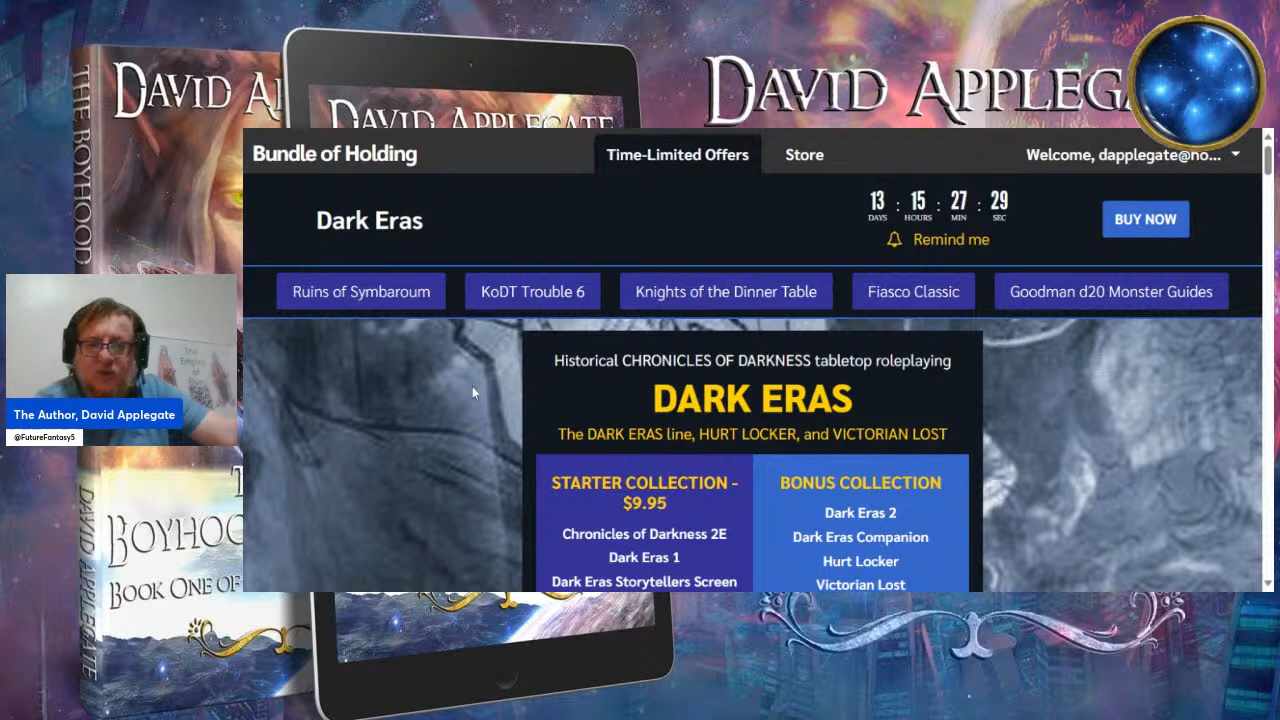 DAVID APPLEGA
DAVID AP
DAVID APPLEGATE
THE BOYHOOD
Bundle of Holding
Time-Limited Offers
Store
Welcome, dapplegate@no...
Dark Eras
13 : 15 : 27 : 29
DAYS HOURS MIN SEC
Remind me
BUY NOW
Ruins of Symbaroum
KoDT Trouble 6
Knights of the Dinner Table
Fiasco Classic
Goodman d20 Monster Guides
Historical CHRONICLES OF DARKNESS tabletop roleplaying
DARK ERAS
The DARK ERAS line, HURT LOCKER, and VICTORIAN LOST
STARTER COLLECTION -
$9.95
Chronicles of Darkness 2E
Dark Eras 1
Dark Eras Storytellers Screen
BONUS COLLECTION
Dark Eras 2
Dark Eras Companion
Hurt Locker
Victorian Lost
The
Empires
of
The Author, David Applegate
@FutureFantasy5
BOYHOO
BOOK ONE OF
DAVID APPLEGATE